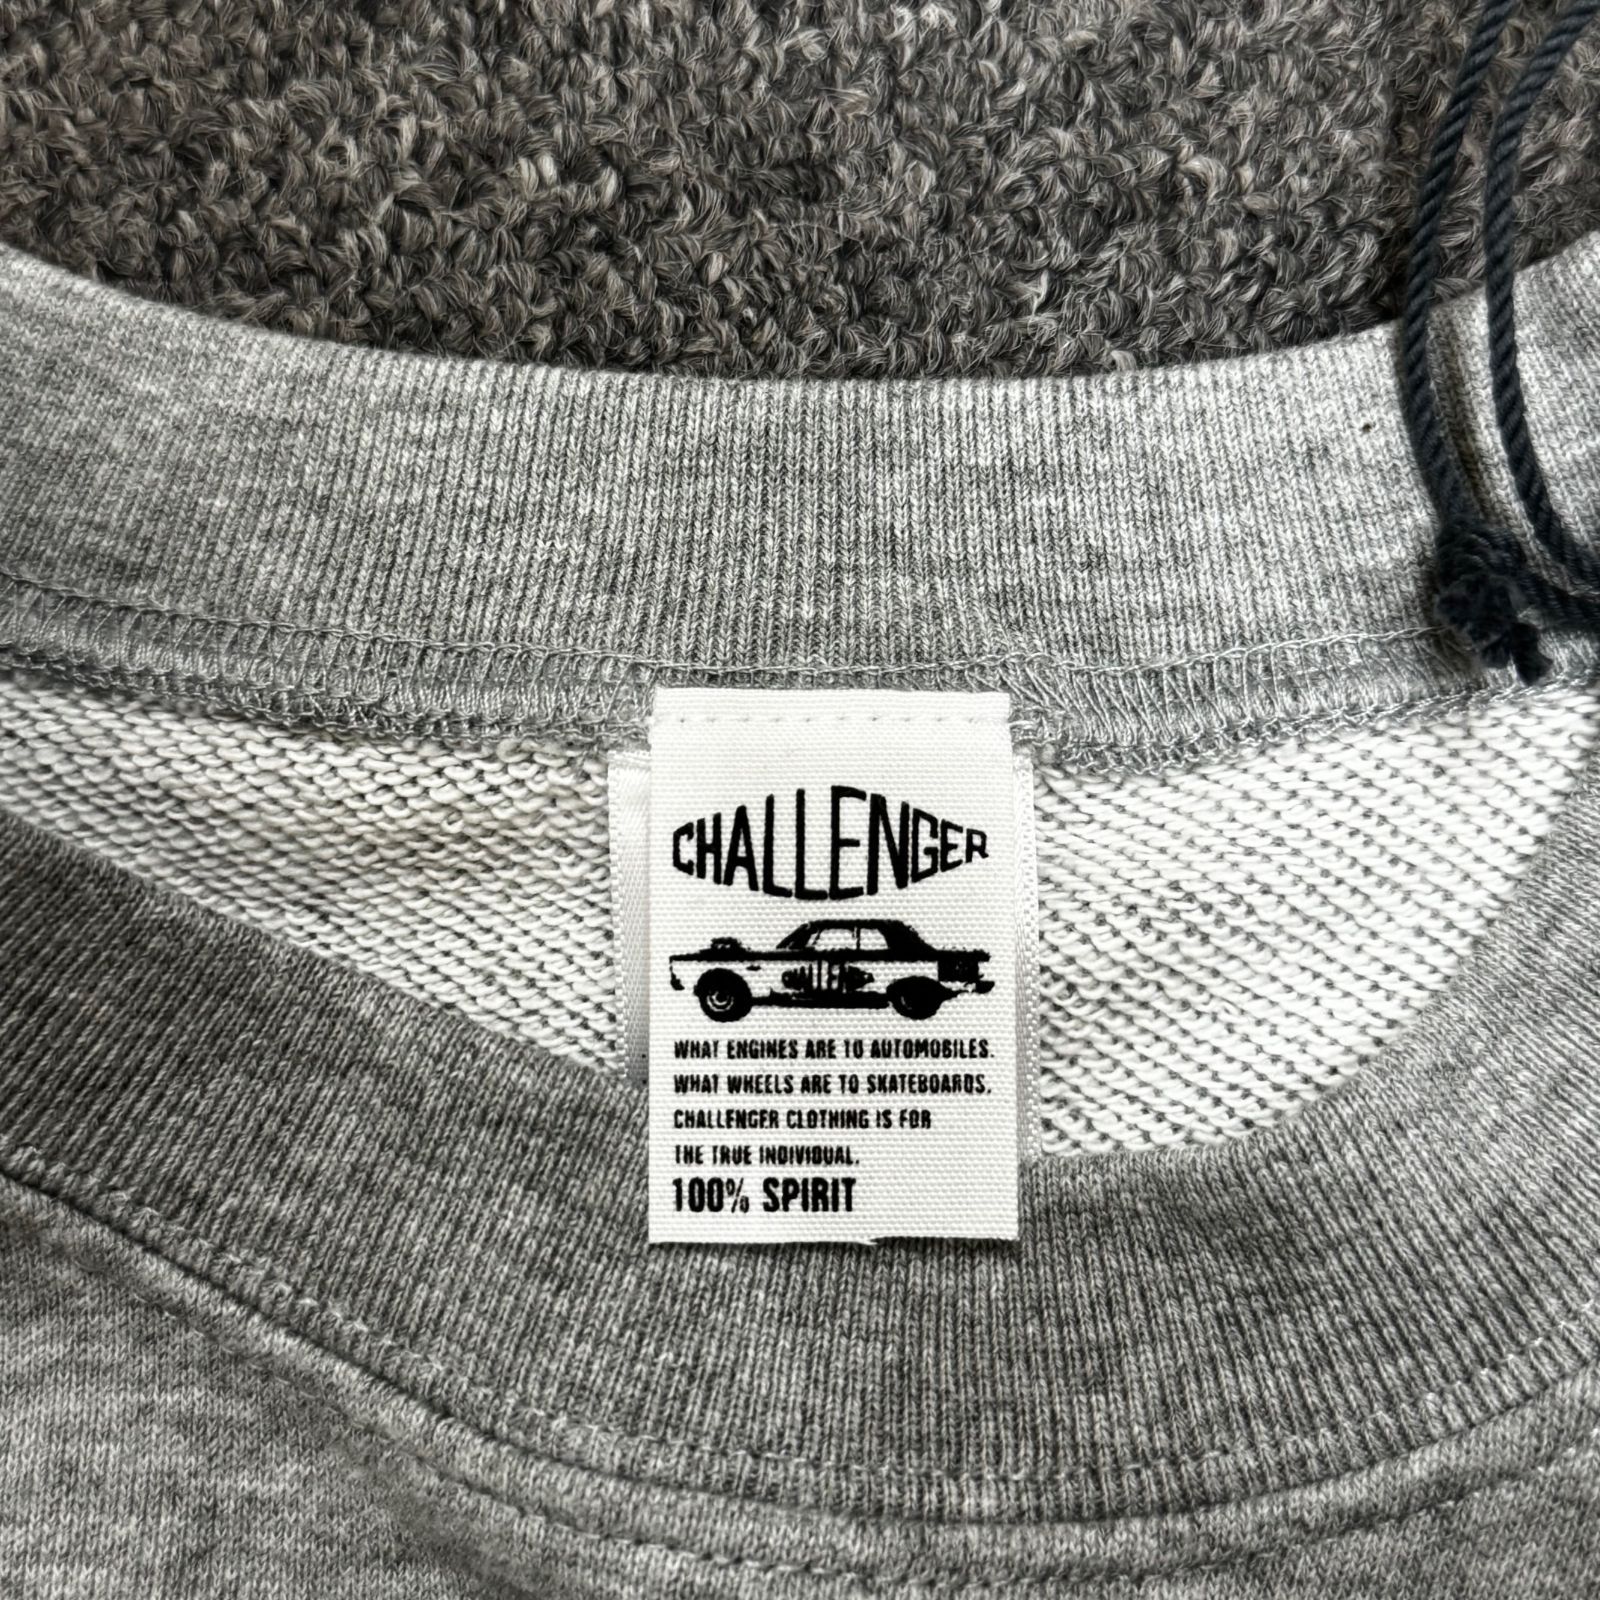 CHALLENGER
CHALLENGER
WHAT ENGINES ARE TO AUTOMOBILES.
WHAT WHEELS ARE TO SKATEBOARDS.
CHALLENGER CLOTHING IS FOR
THE TRUE INDIVIDUAL.
100% SPIRIT